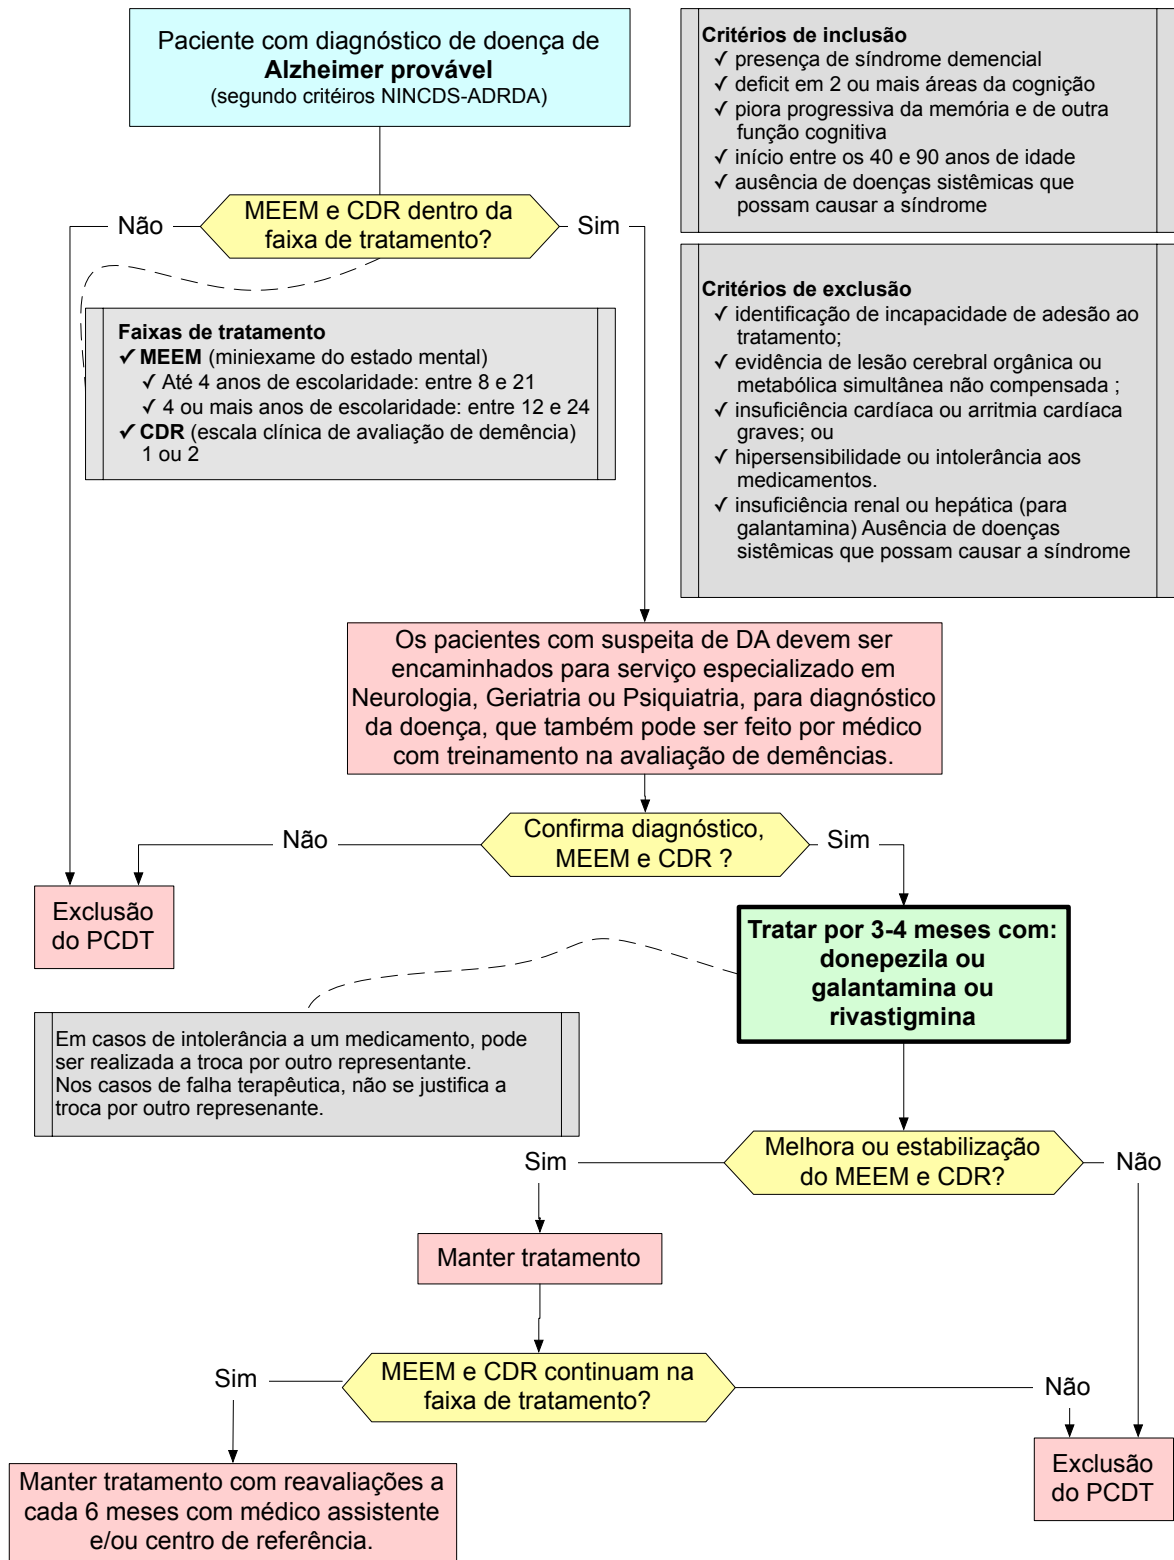 Paciente com diagnóstico de doença de
Alzheimer provável
(segundo critéiros NINCDS-ADRDA)
Critérios de inclusão
✓ presença de síndrome demencial
✓ deficit em 2 ou mais áreas da cognição
✓ piora progressiva da memória e de outra
função cognitiva
✓ início entre os 40 e 90 anos de idade
✓ ausência de doenças sistêmicas que
possam causar a síndrome
Não
MEEM e CDR dentro da
faixa de tratamento?
Sim
Critérios de exclusão
✓ identificação de incapacidade de adesão ao
tratamento;
✓ evidência de lesão cerebral orgânica ou
metabólica simultânea não compensada ;
✓ insuficiência cardíaca ou arritmia cardíaca
graves; ou
✓ hipersensibilidade ou intolerância aos
medicamentos.
✓ insuficiência renal ou hepática (para
galantamina) Ausência de doenças
sistêmicas que possam causar a síndrome
Faixas de tratamento
✓ MEEM (miniexame do estado mental)
✓ Até 4 anos de escolaridade: entre 8 e 21
✓ 4 ou mais anos de escolaridade: entre 12 e 24
✓ CDR (escala clínica de avaliação de demência)
1 ou 2
Os pacientes com suspeita de DA devem ser
encaminhados para serviço especializado em
Neurologia, Geriatria ou Psiquiatria, para diagnóstico
da doença, que também pode ser feito por médico
com treinamento na avaliação de demências.
Não
Confirma diagnóstico,
MEEM e CDR ?
Sim
Exclusão
do PCDT
Tratar por 3-4 meses com:
donepezila ou
galantamina ou
rivastigmina
Em casos de intolerância a um medicamento, pode
ser realizada a troca por outro representante.
Nos casos de falha terapêutica, não se justifica a
troca por outro represenante.
Sim
Melhora ou estabilização
do MEEM e CDR?
Não
Manter tratamento
Sim
MEEM e CDR continuam na
faixa de tratamento?
Não
Manter tratamento com reavaliações a
cada 6 meses com médico assistente
e/ou centro de referência.
Exclusão
do PCDT